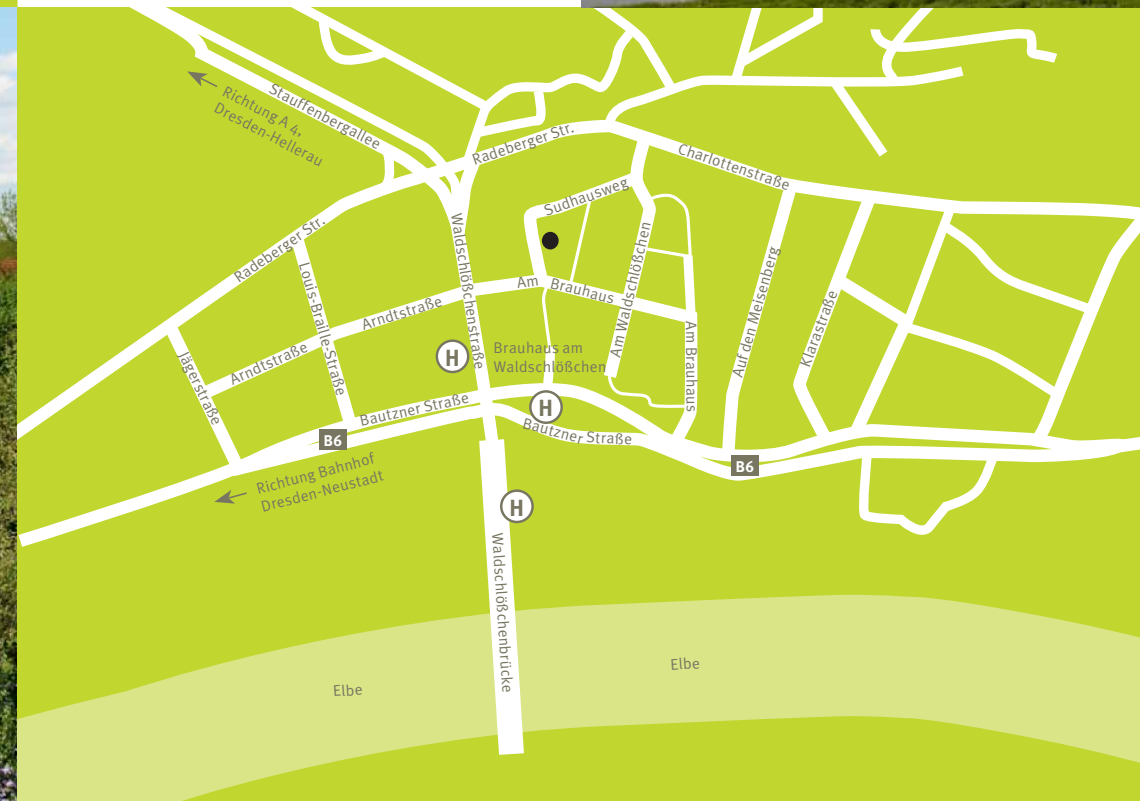 Richtung A 4,
Dresden-Hellerau
Stauffenbergallee
Radeberger Str.
Charlottenstraße
Sudhausweg
Radeberger Str.
Waldschlößchenstraße
Louis-Braille-Straße
Am Brauhaus
Am Waldschlößchen
Auf den Meisenberg
Klarastraße
Arndtstraße
Arndtstraße
Jägerstraße
Am Brauhaus
H
Brauhaus am
Waldschlößchen
H
Bautzner Straße
Bautzner Straße
B6
B6
Richtung Bahnhof
Dresden-Neustadt
H
Waldschlößchenbrücke
Elbe
Elbe